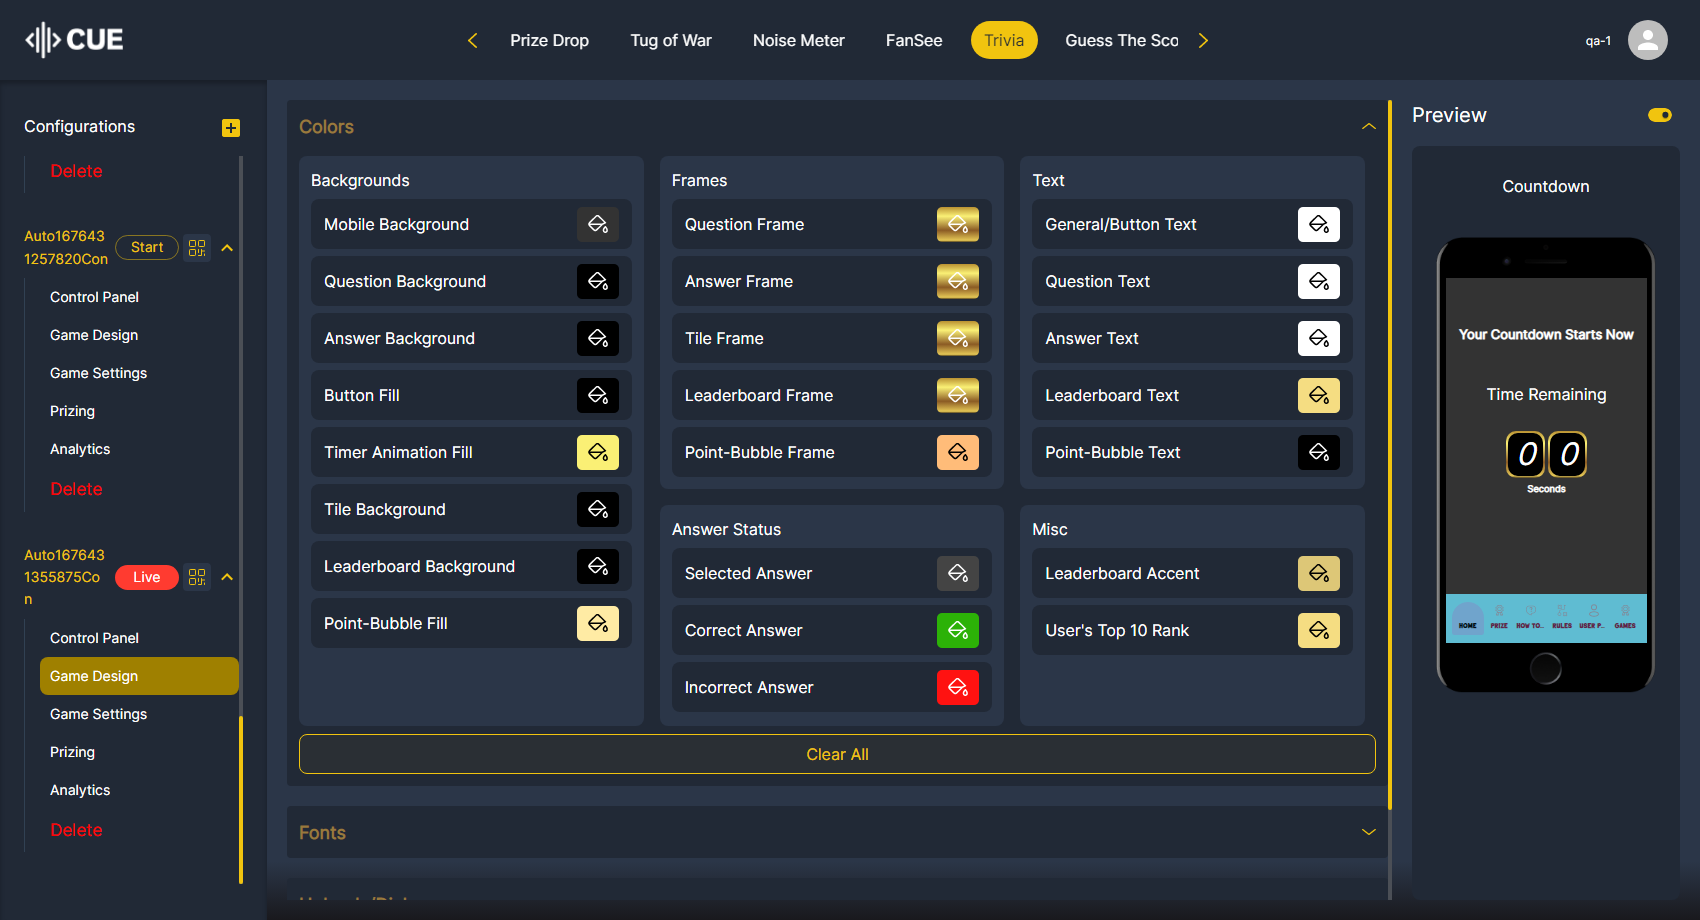 CUE
Prize Drop
Tug of War
Noise Meter
FanSee
Trivia
Guess The Sco
qa-1
Configurations
Delete
Auto167643
1257820Con
Start
Control Panel
Game Design
Game Settings
Prizing
Analytics
Delete
Auto167643
1355875Co
n
Live
Control Panel
Game Design
Game Settings
Prizing
Analytics
Delete
Colors
Backgrounds
Mobile Background
Question Background
Answer Background
Button Fill
Timer Animation Fill
Tile Background
Leaderboard Background
Point-Bubble Fill
Frames
Question Frame
Answer Frame
Tile Frame
Leaderboard Frame
Point-Bubble Frame
Text
General/Button Text
Question Text
Answer Text
Leaderboard Text
Point-Bubble Text
Answer Status
Selected Answer
Correct Answer
Incorrect Answer
Misc
Leaderboard Accent
User's Top 10 Rank
Clear All
Fonts
Preview
Countdown
Your Countdown Starts Now
Time Remaining
0 0
Seconds
HOME
PRIZE
HOW TO..
RULES
USER P..
GAMES